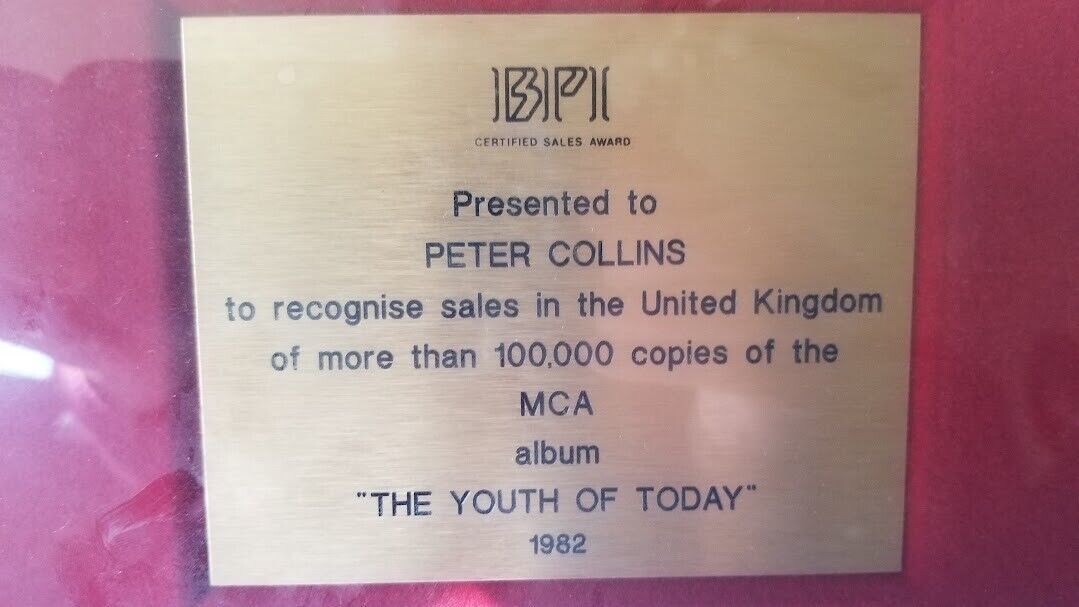 BPI
CERTIFIED SALES AWARD
Presented to
PETER COLLINS
to recognise sales in the United Kingdom
of more than 100,000 copies of the
MCA
album
"THE YOUTH OF TODAY"
1982